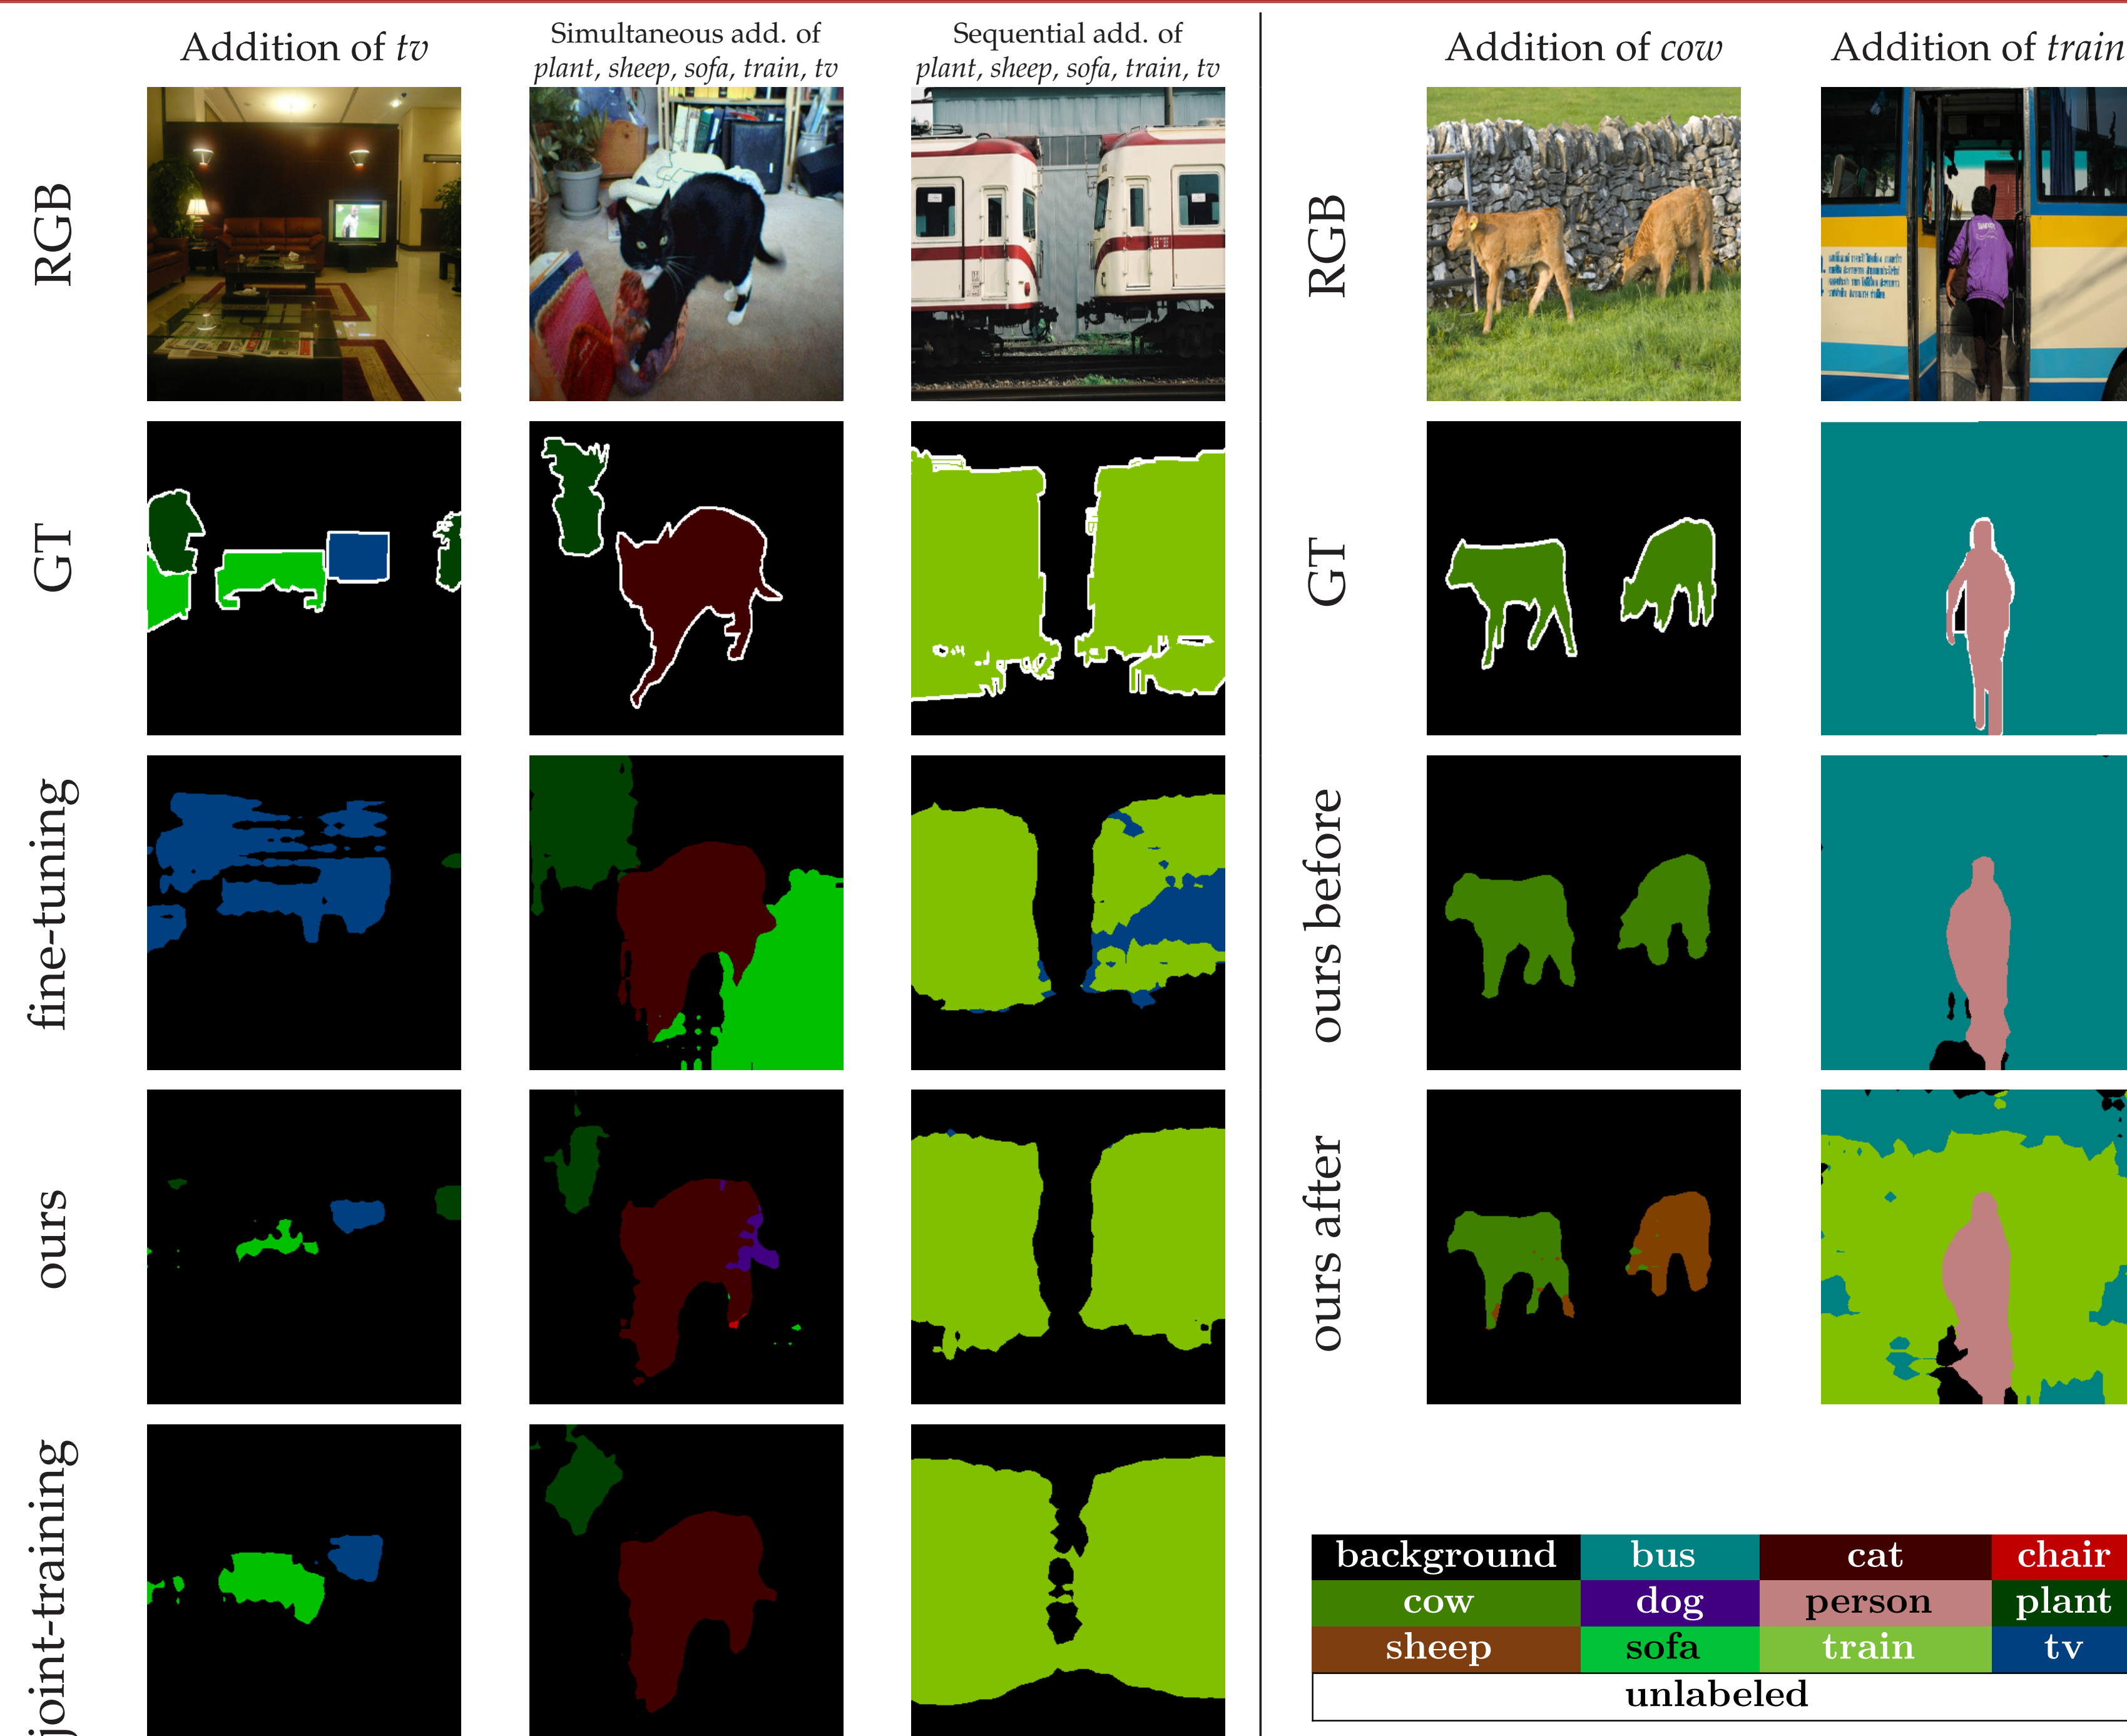 Addition of tv
Simultaneous add. of
plant, sheep, sofa, train, tv
Sequential add. of
plant, sheep, sofa, train, tv
Addition of cow
Addition of train
RGB
RGB
GT
GT
fine-tuning
ours before
ours
ours after
joint-training
background bus cat chair
cow dog person plant
sheep sofa train tv
unlabeled